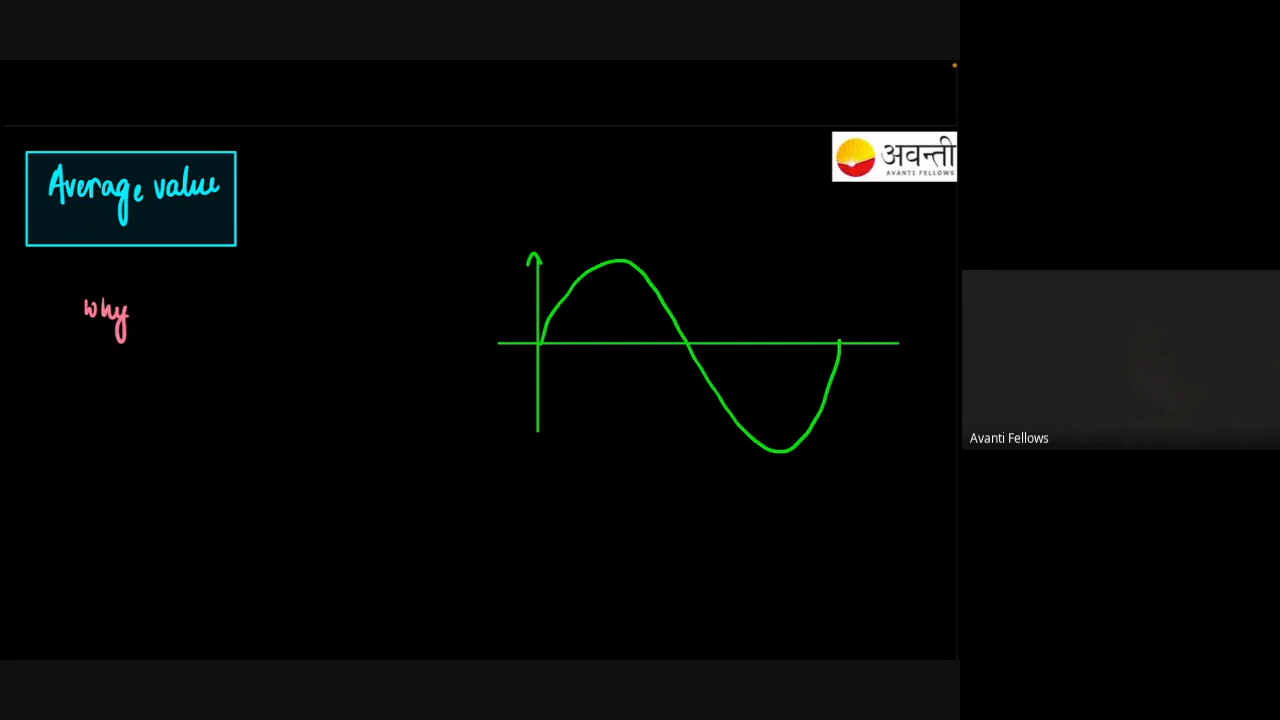 Average value
why
अवन्ती
AVANTI FELLOWS
Avanti Fellows